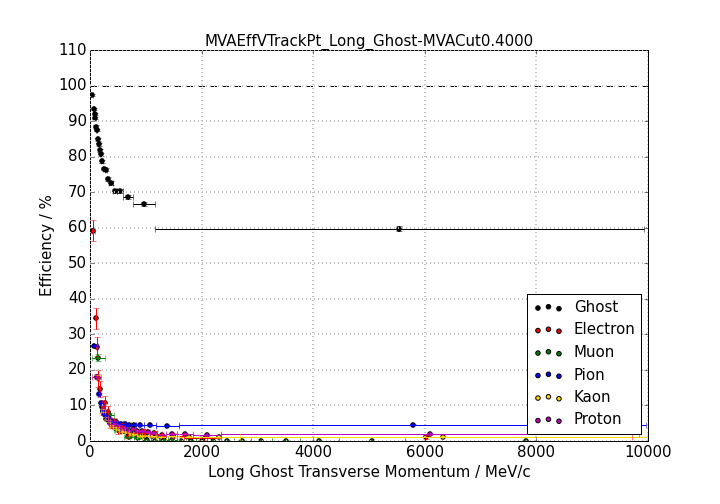 MVAEffVTrackPt_Long_Ghost-MVACut0.4000
110
100
90
80
70
60
50
40
30
20
10
0
Efficiency / %
Ghost
Electron
Muon
Pion
Kaon
Proton
0 2000 4000 6000 8000 10000
Long Ghost Transverse Momentum / MeV/c